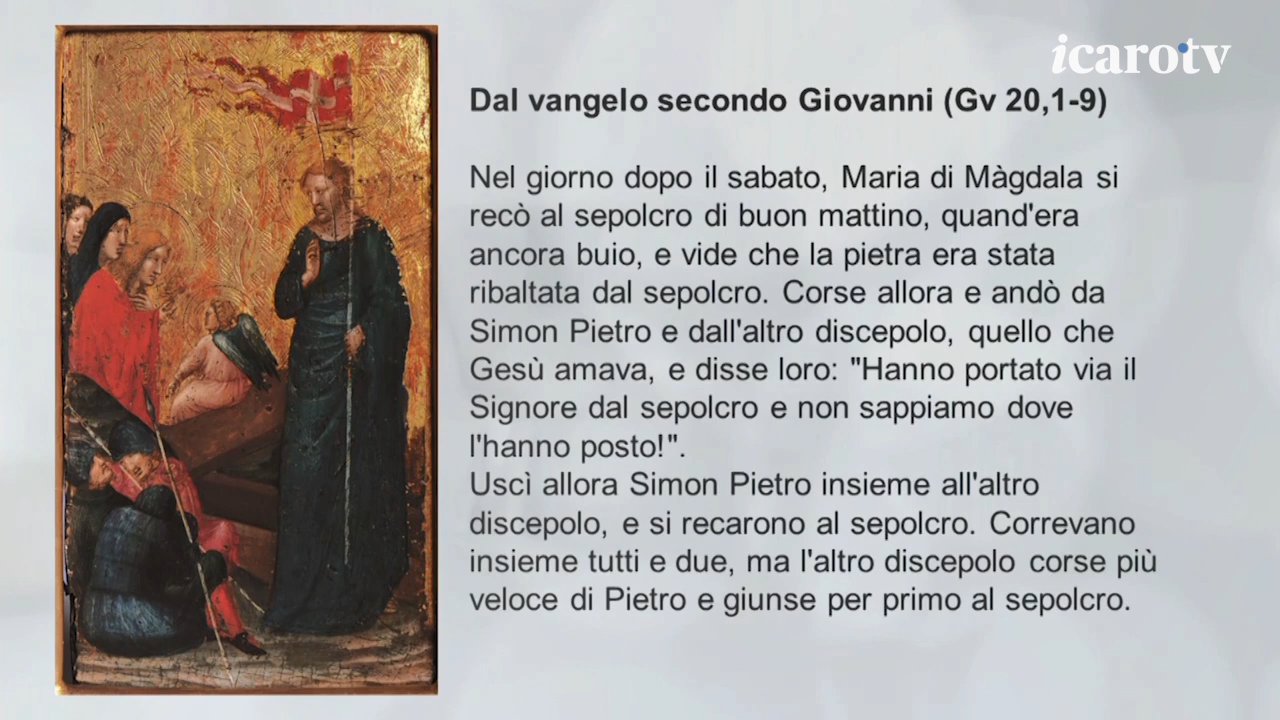 icarotv
Dal vangelo secondo Giovanni (Gv 20,1-9)
Nel giorno dopo il sabato, Maria di Màgdala si
recò al sepolcro di buon mattino, quand'era
ancora buio, e vide che la pietra era stata
ribaltata dal sepolcro. Corse allora e andò da
Simon Pietro e dall'altro discepolo, quello che
Gesù amava, e disse loro: "Hanno portato via il
Signore dal sepolcro e non sappiamo dove
l'hanno posto!".
Uscì allora Simon Pietro insieme all'altro
discepolo, e si recarono al sepolcro. Correvano
insieme tutti e due, ma l'altro discepolo corse più
veloce di Pietro e giunse per primo al sepolcro.